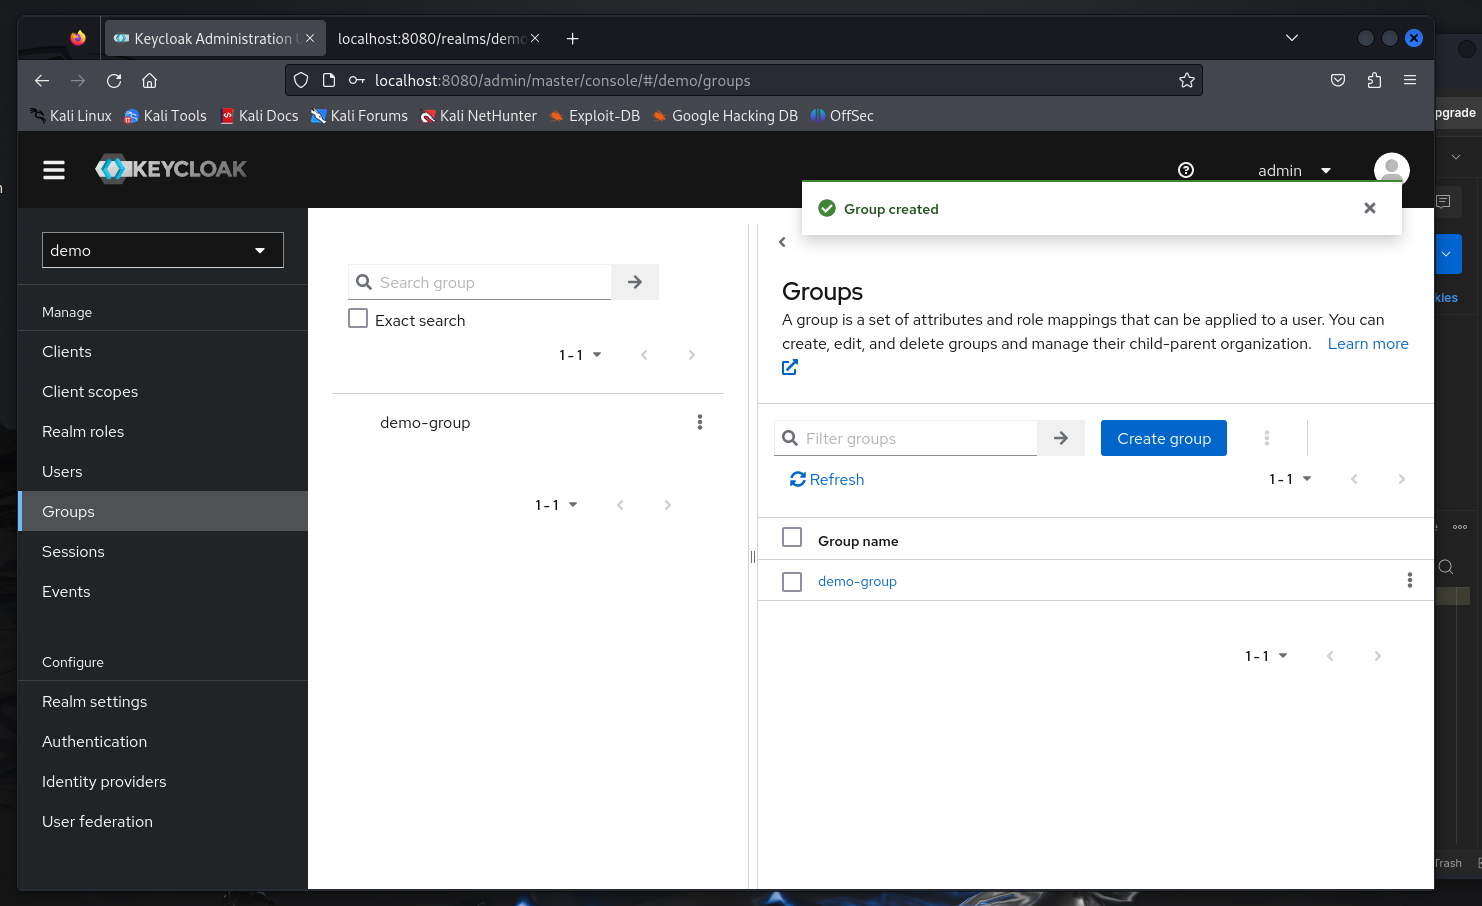 Keycloak Administration U
localhost:8080/realms/demo
localhost:8080/admin/master/console/#/demo/groups
Kali Linux
Kali Tools
Kali Docs
Kali Forums
Kali NetHunter
Exploit-DB
Google Hacking DB
OffSec
pgrade
KEYCLOAK
admin
Group created
demo
Manage
Clients
Client scopes
Realm roles
Users
Groups
Sessions
Events
Configure
Realm settings
Authentication
Identity providers
User federation
Search group
Exact search
1 - 1
demo-group
1 - 1
Groups
A group is a set of attributes and role mappings that can be applied to a user. You can
create, edit, and delete groups and manage their child-parent organization. Learn more
Filter groups
Create group
Refresh
1 - 1
Group name
demo-group
1 - 1
kies
Trash